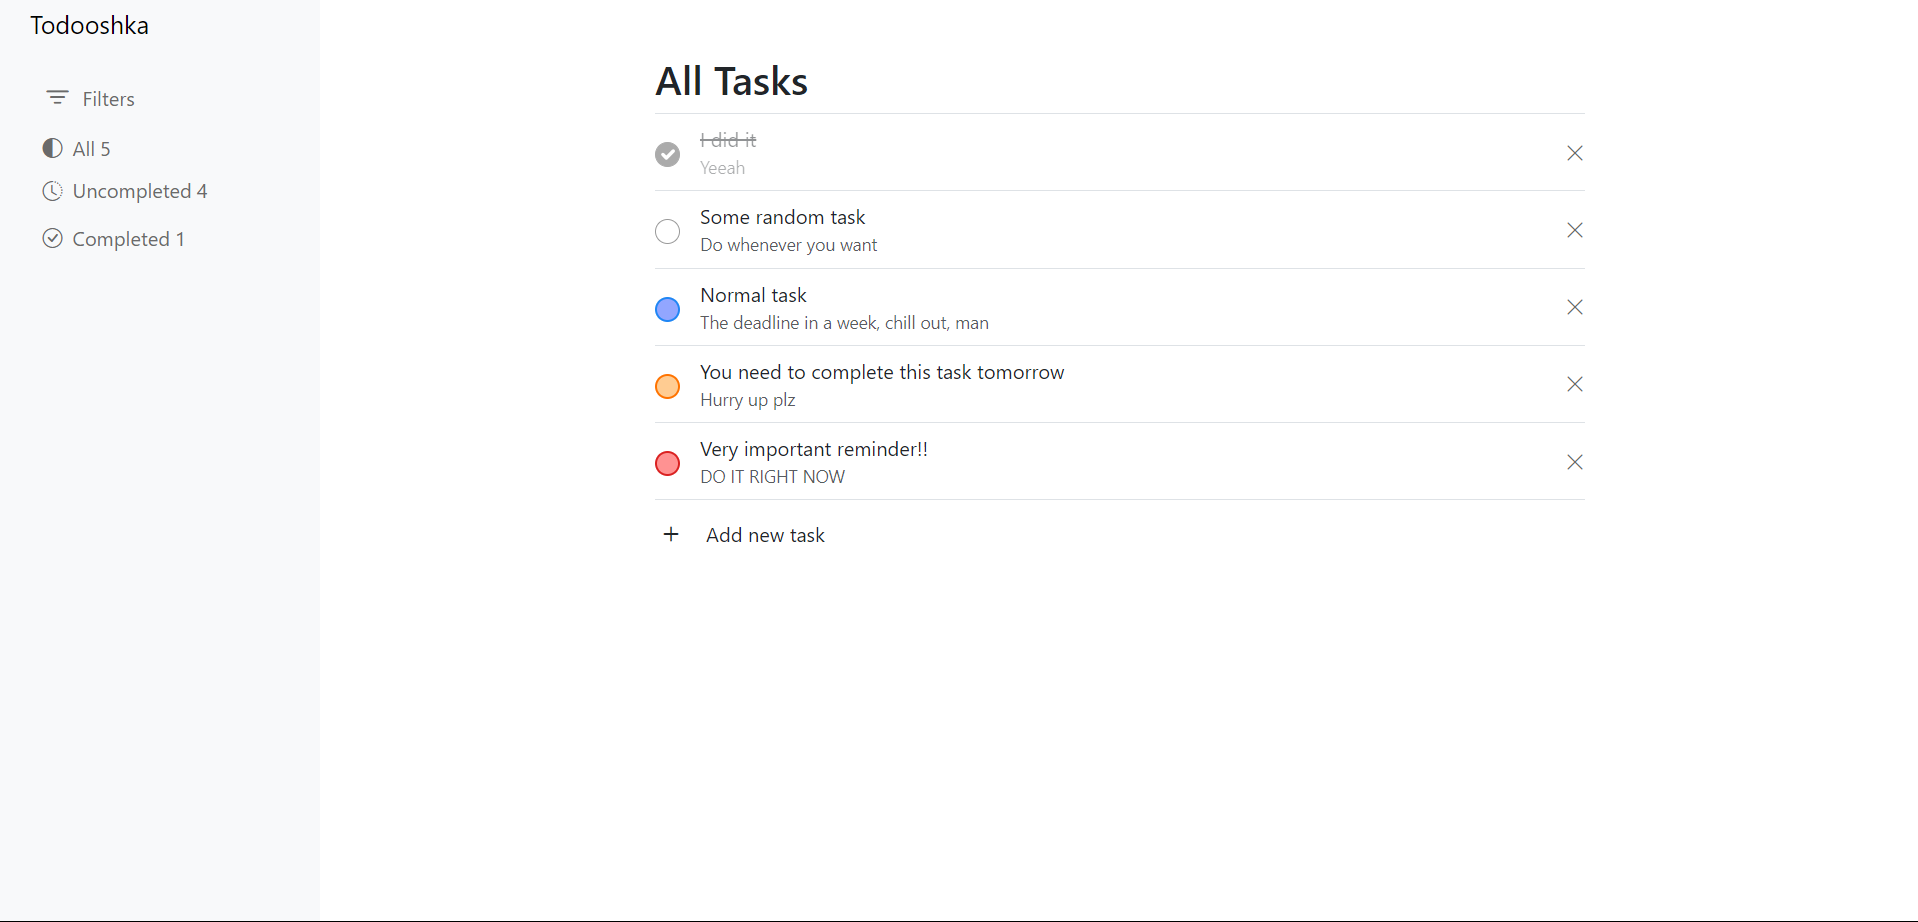 Todooshka
Filters
All 5
Uncompleted 4
Completed 1
All Tasks
I did it
Yeeah
Some random task
Do whenever you want
Normal task
The deadline in a week, chill out, man
You need to complete this task tomorrow
Hurry up plz
Very important reminder!!
DO IT RIGHT NOW
Add new task